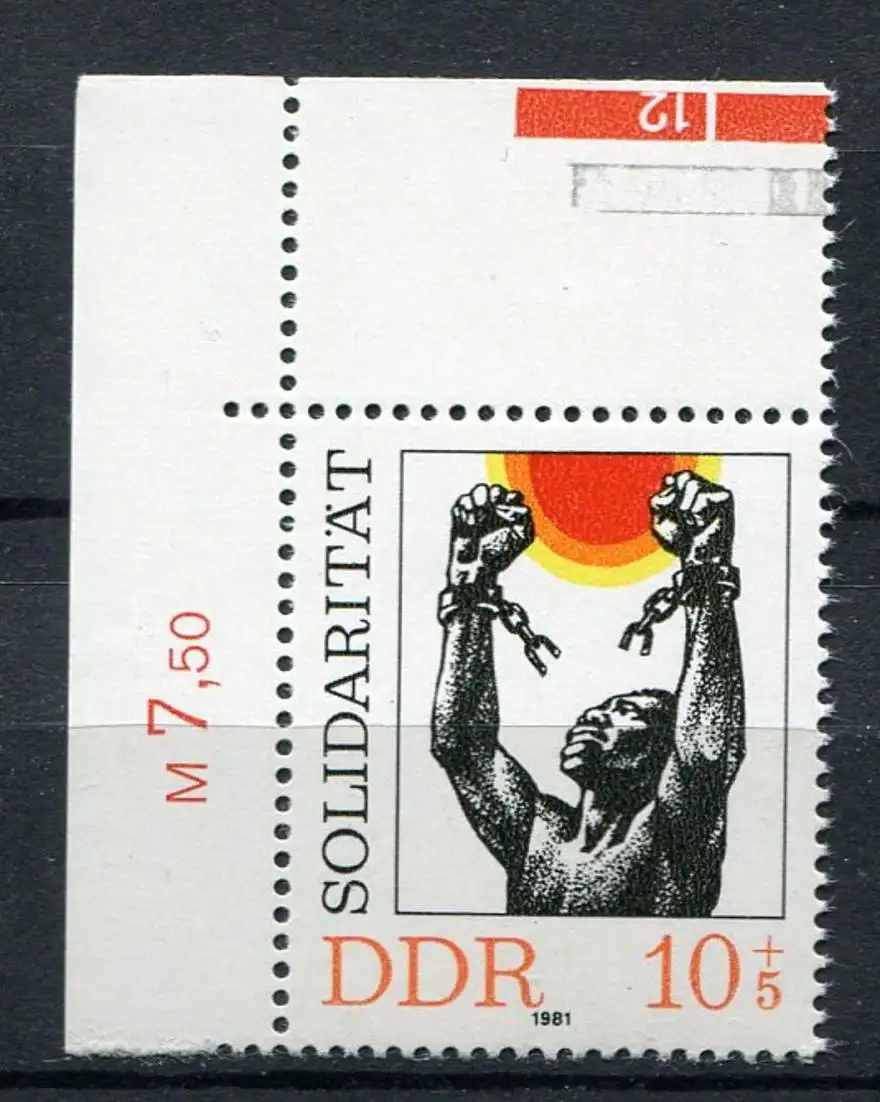 12
M 7,50
SOLIDARITÄT
DDR 10+5
1981